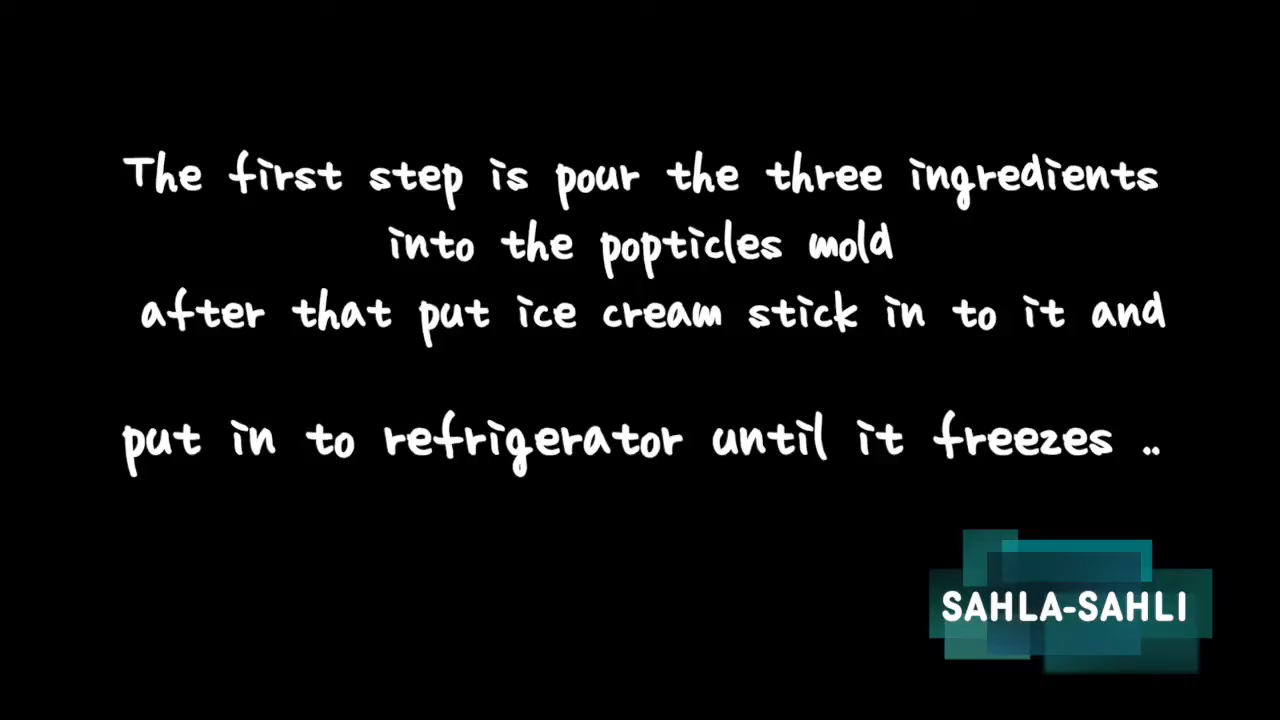 The first step is pour the three ingredients
into the popticles mold
after that put ice cream stick in to it and
put in to refrigerator until it freezes ..
SAHLA-SAHLI